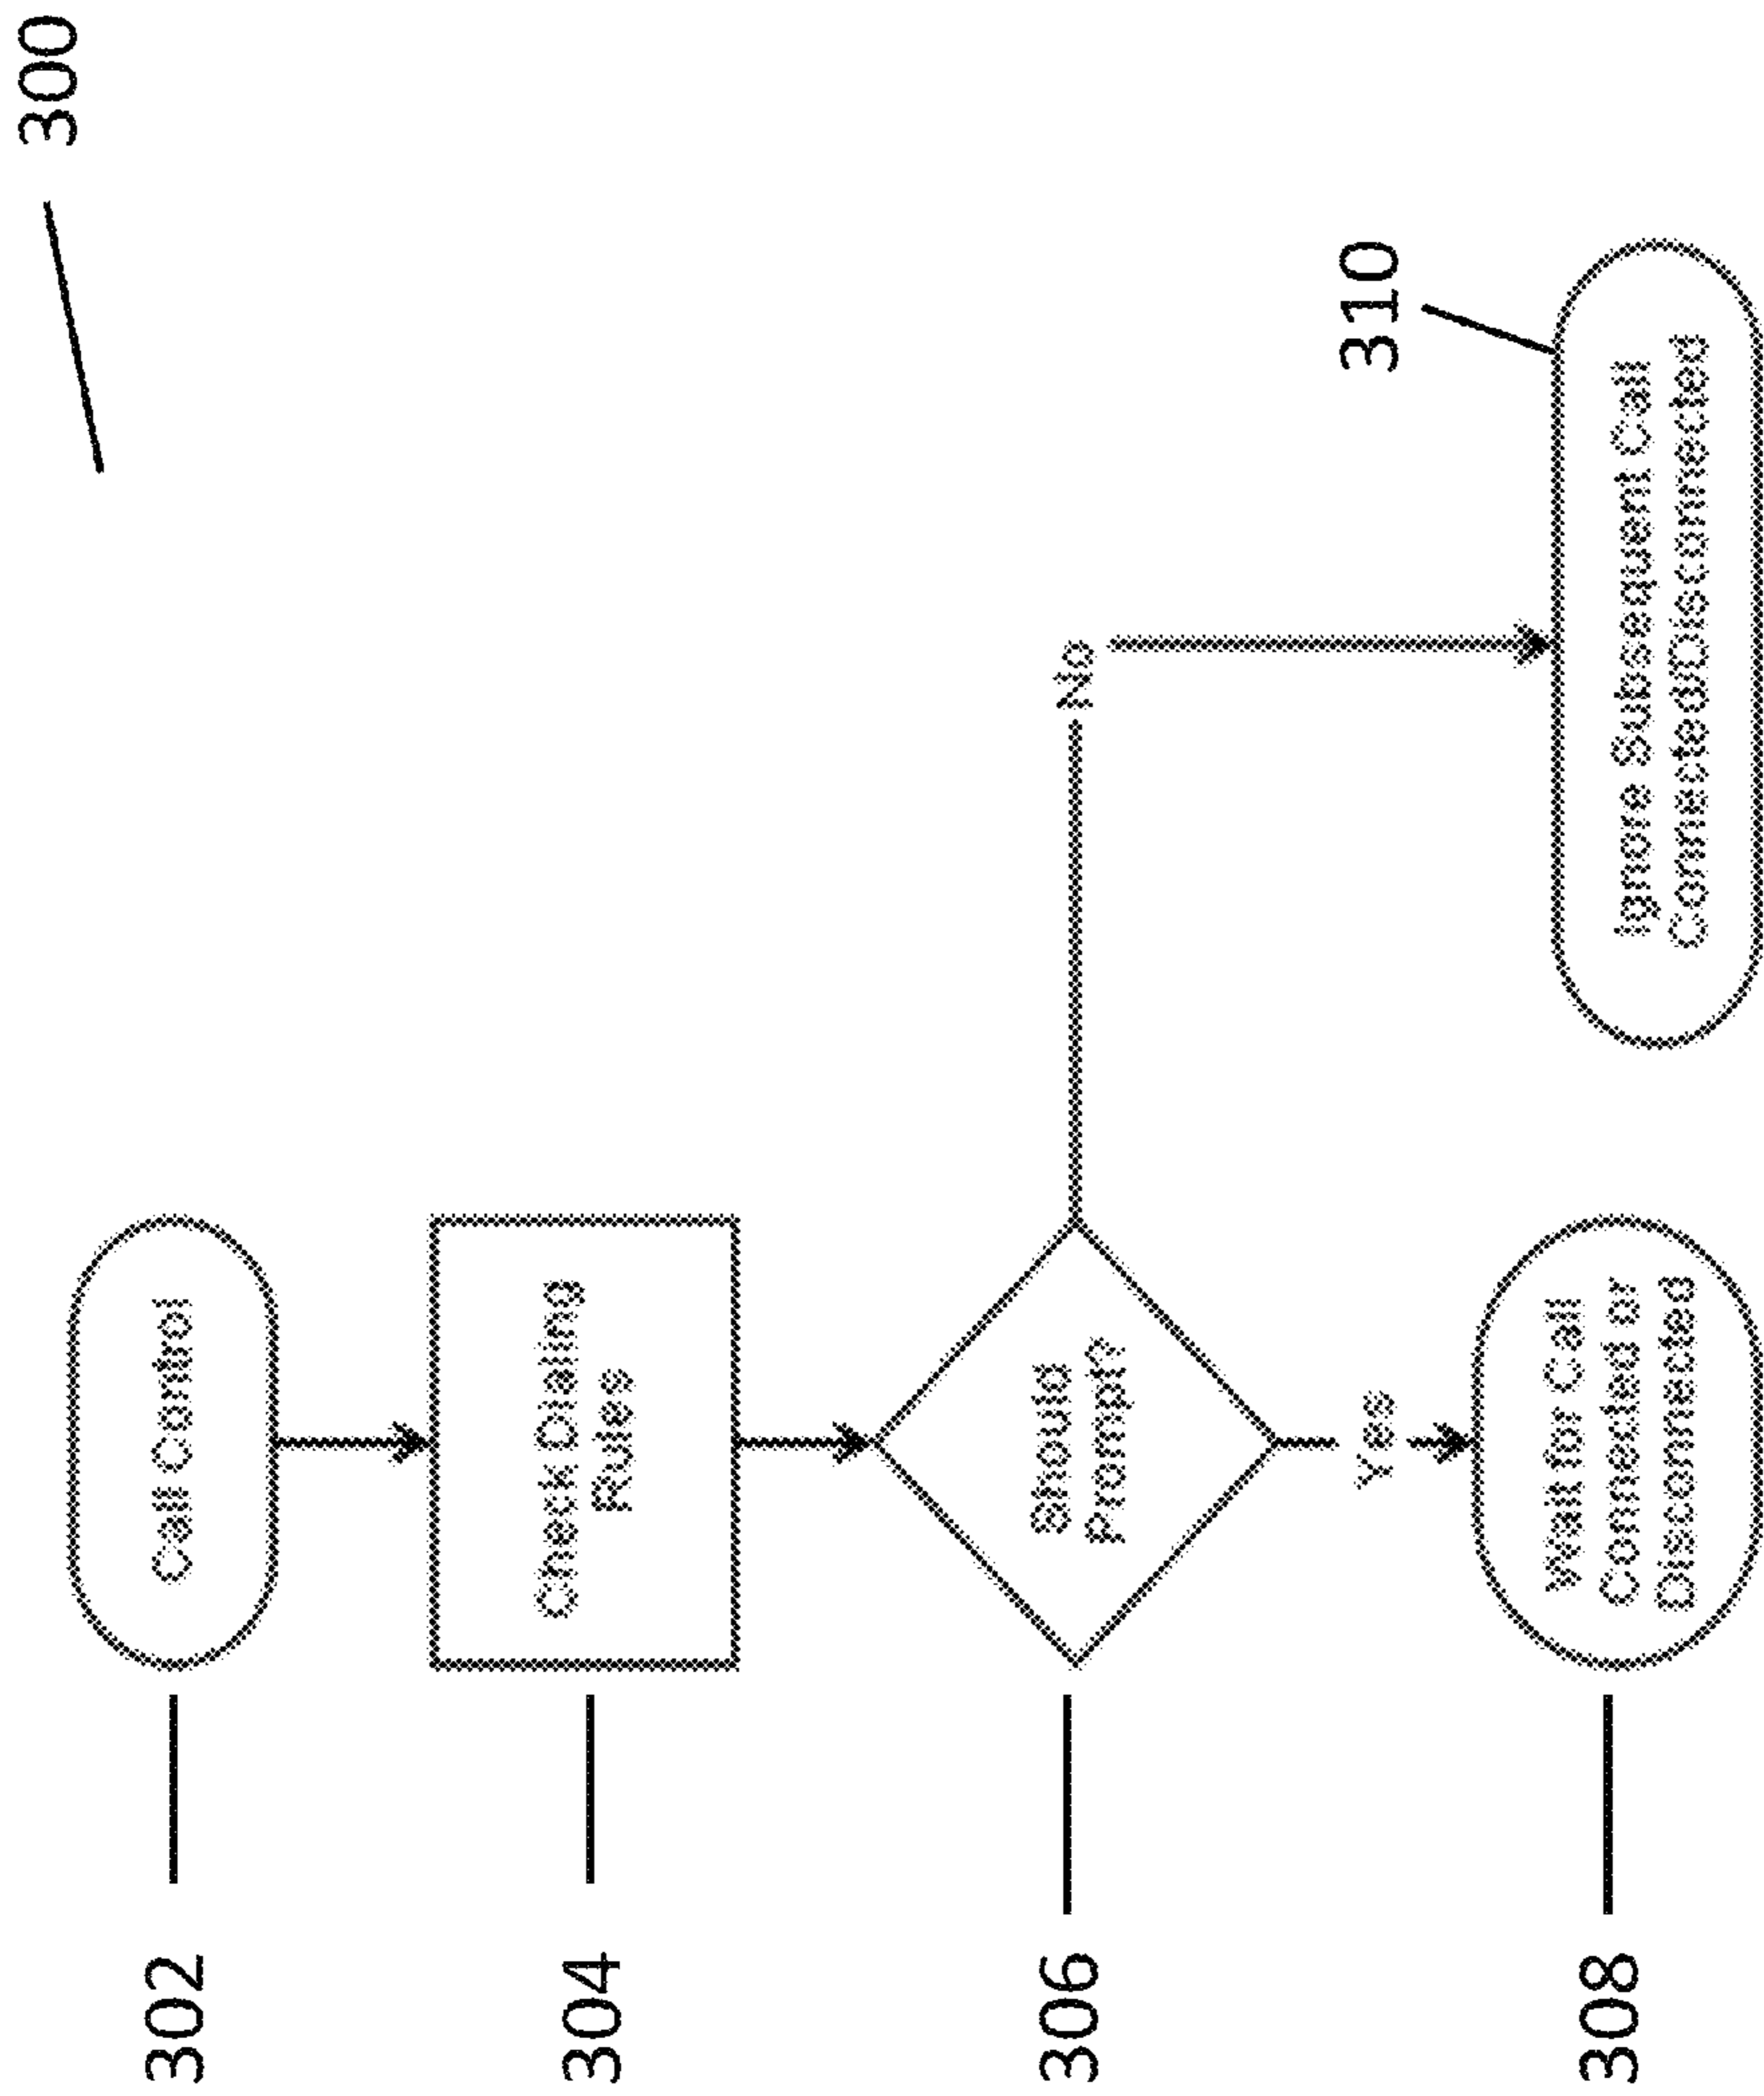 300
302
Call Control
304
Check Dialing
Rules
306
Should
Prompt?
No
Yes
310
308
Wait for Call
Connected or
Disconnected
Ignore Subsequent Call
Connected/Disconnected